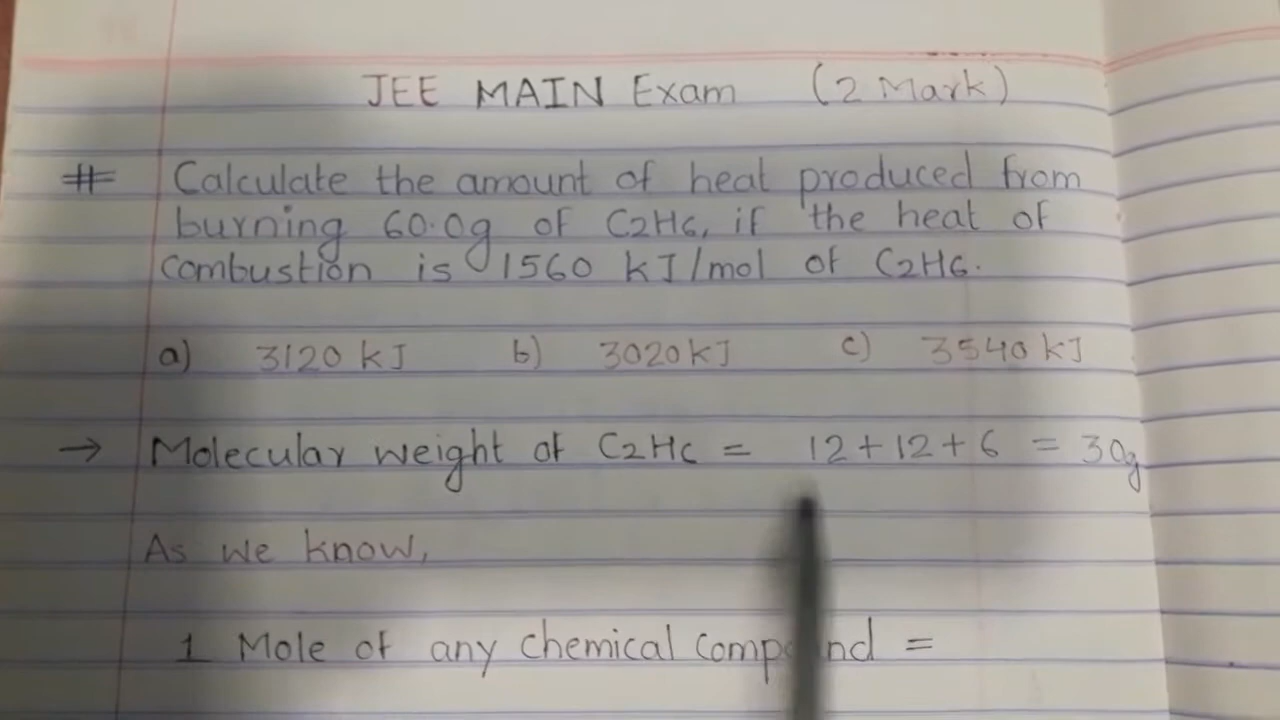 JEE MAIN Exam (2 Mark)
# Calculate the amount of heat produced from
burning 60.0g of C2H6, if the heat of
combustion is 1560 kJ/mol of C2H6.
a) 3120 kJ b) 3020 kJ c) 3540 kJ
→ Molecular weight of C2H6 = 12+12+6 = 30g
As we know,
1 Mole of any chemical compound =